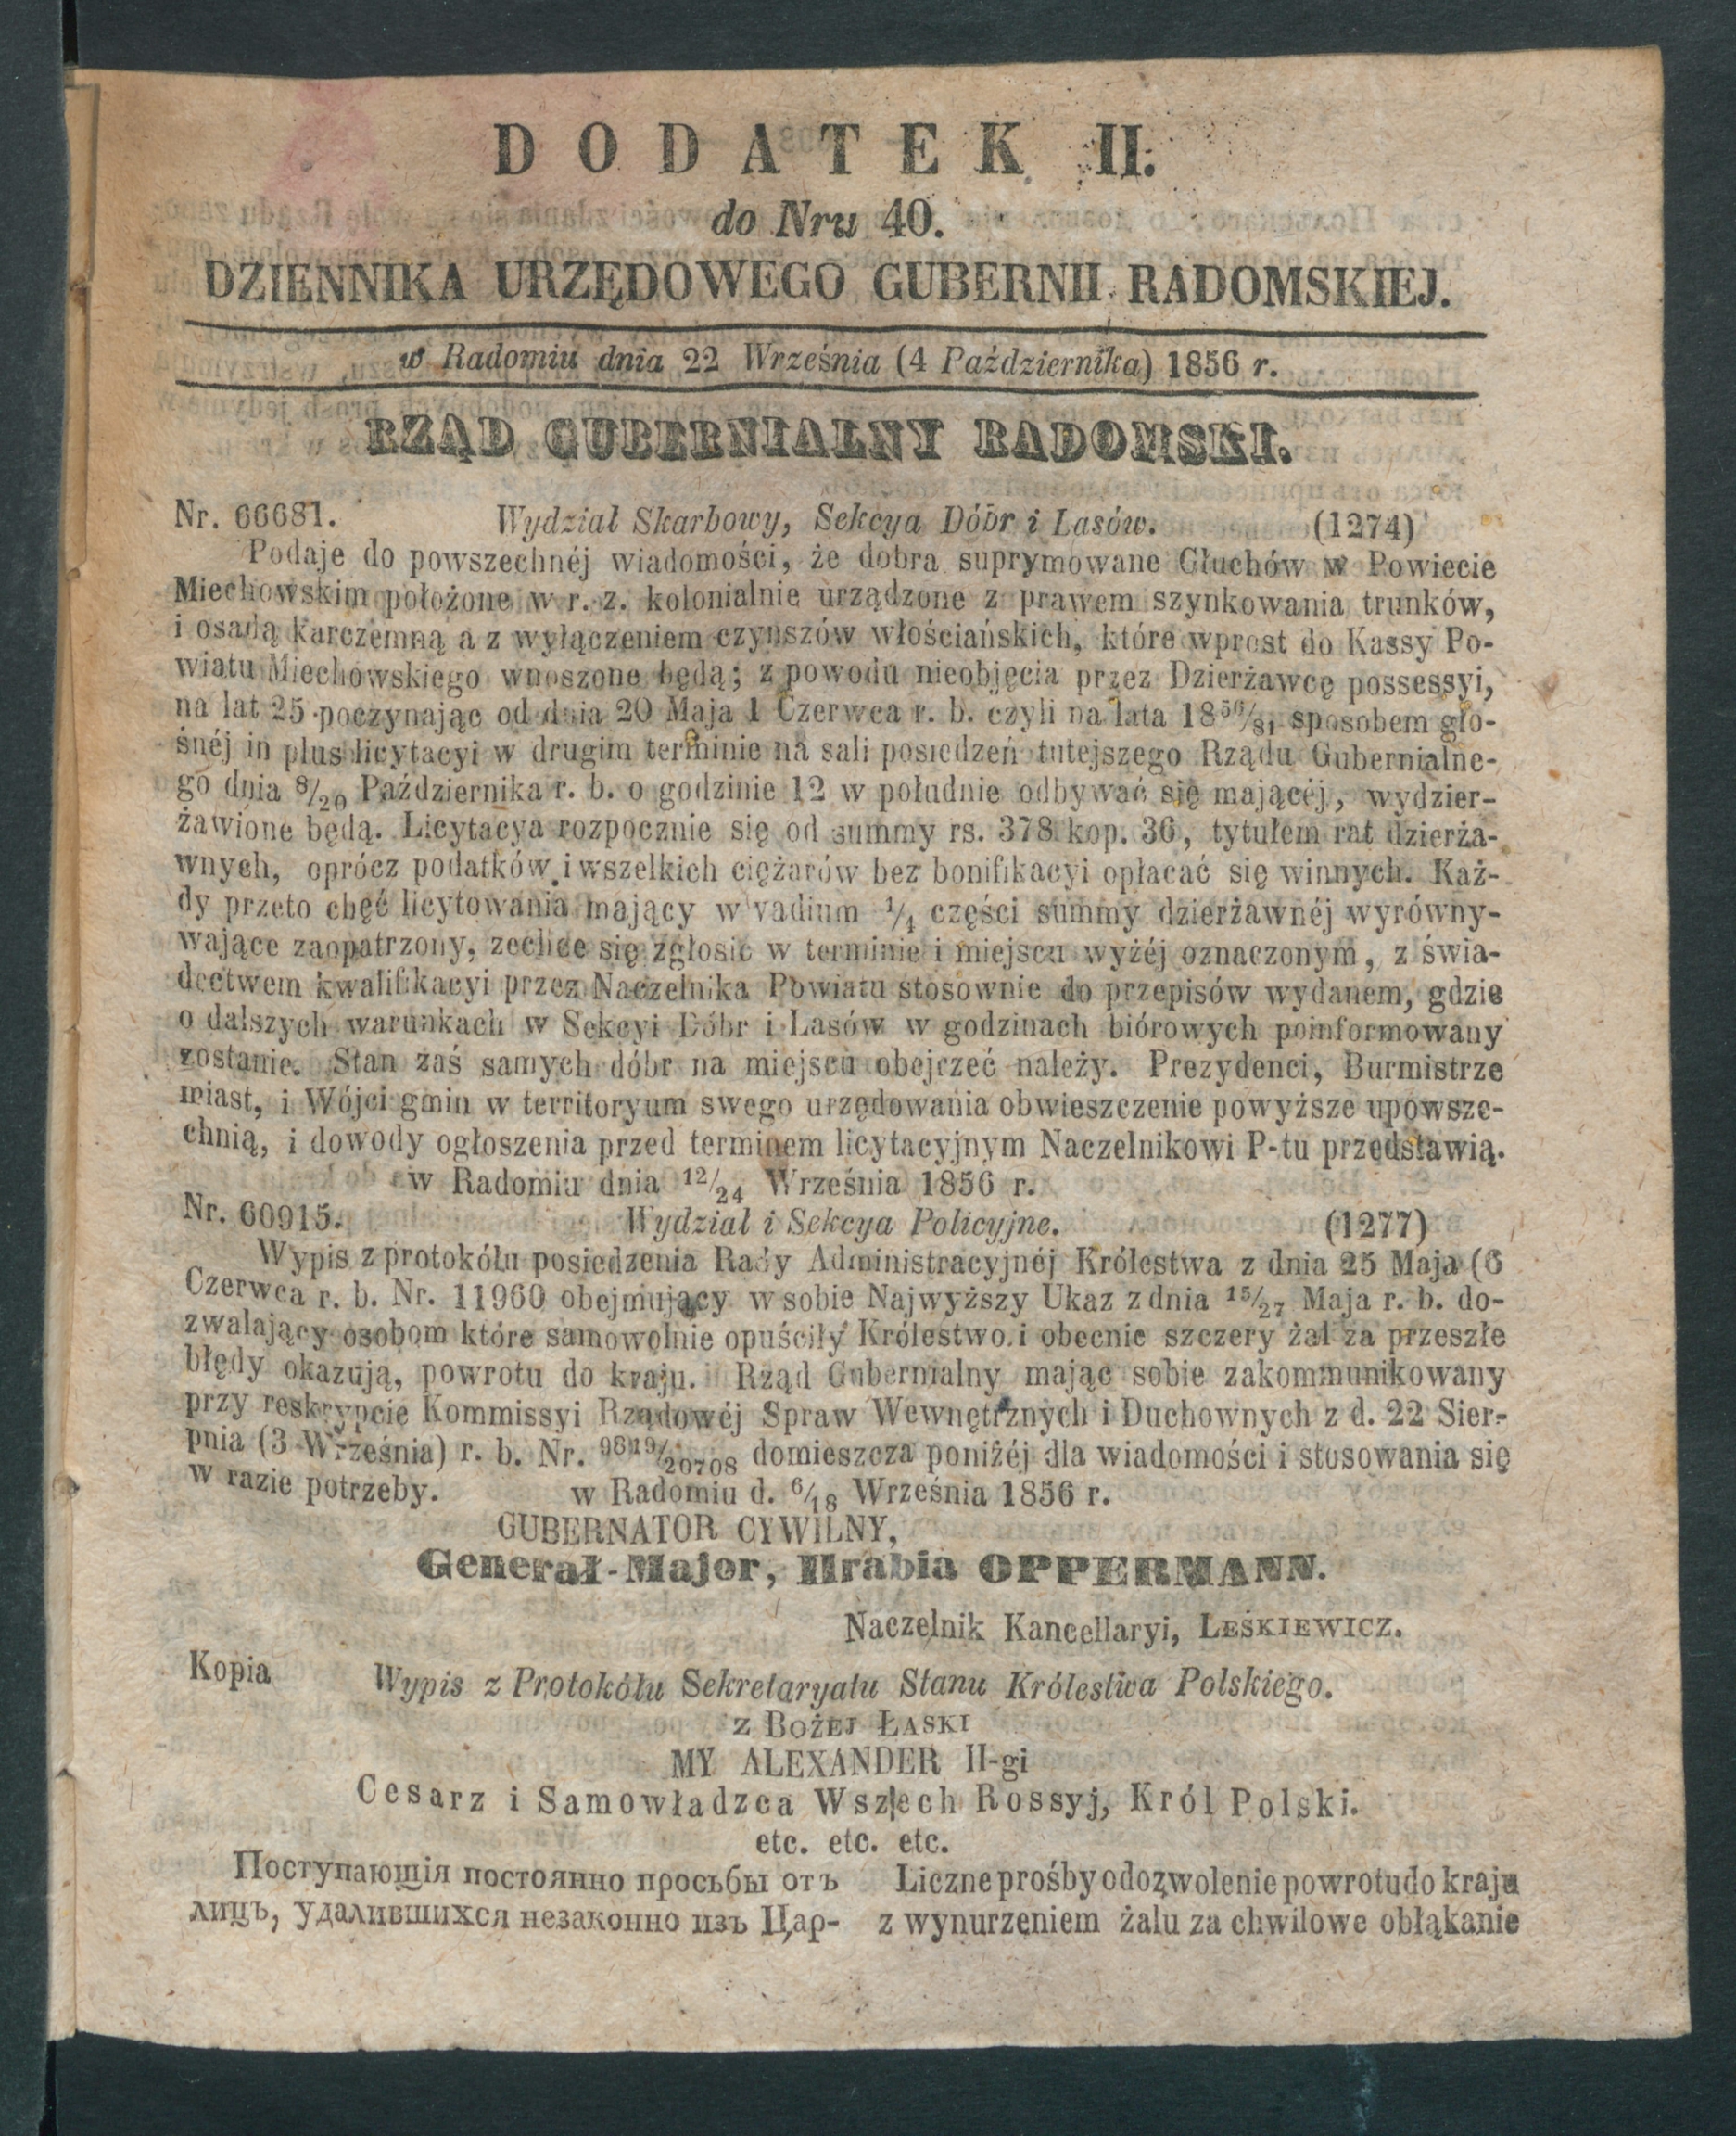 DODATEK II.
do Nru 40.
DZIENNIKA URZĘDOWEGO GUBERNII RADOMSKIEJ.
w Radomiu dnia 22 Września (4 Października) 1856 r.
RZĄD GUBERNIALNY RADOMSKI.
Nr. 66681. Wydział Skarbowy, Sekcya Dóbr i Lasów. (1274)
Podaje do powszechnéj wiadomości, że dobra suprymowane Głuchów w Powiecie
Miechowskim położone w r. z. kolonialnie urządzone z prawem szynkowania trunków,
i osadą karczemną a z wyłączeniem czynszów włościańskich, które wprost do Kassy Po-
wiatu Miechowskiego wnoszone będą; z powodu nieobjęcia przez Dzierżawcę possessyi,
na lat 25 poczynając od dnia 20 Maja 1 Czerwca r. b. czyli na lata 18⁵⁶/₈₁ sposobem gło-
śnéj in plus licytacyi w drugim terminie na sali posiedzeń tutejszego Rządu Gubernialne-
go dnia ⁸/₂₀ Października r. b. o godzinie 12 w południe odbywać się mającéj, wydzier-
żawione będą. Licytacya rozpocznie się od summy rs. 378 kop. 36, tytułem rat dzierża-
wnych, oprócz podatków i wszelkich ciężarów bez bonifikacyi opłacać się winnych. Każ-
dy przeto chęć licytowania mający w vadium ¼ części summy dzierżawnéj wyrówny-
wające zaopatrzony, zechce się zgłosić w terminie i miejscu wyżéj oznaczonym, z świa-
dectwem kwalifikacyi przez Naczelnika Powiatu stosownie do przepisów wydanem, gdzie
o dalszych warunkach w Sekcyi Dóbr i Lasów w godzinach biórowych poinformowany
zostanie. Stan zaś samych dóbr na miejscu obejrzeć należy. Prezydenci, Burmistrze
miast, i Wójci gmin w territoryum swego urzędowania obwieszczenie powyższe upowsze-
chnią, i dowody ogłoszenia przed terminem licytacyjnym Naczelnikowi P-tu przedstawią.
w Radomiu dnia ¹²/₂₄ Września 1856 r.
Nr. 60915. Wydział i Sekcya Policyjne. (1277)
Wypis z protokółu posiedzenia Rady Administracyjnéj Królestwa z dnia 25 Maja (6
Czerwca r. b. Nr. 11960 obejmujący w sobie Najwyższy Ukaz z dnia ¹⁵/₂₇ Maja r. b. do-
zwalający osobom które samowolnie opuściły Królestwo i obecnie szczery żal za przeszłe
błędy okazują, powrotu do kraju. Rząd Gubernialny mając sobie zakommunikowany
przy reskrypcie Kommissyi Rządowéj Spraw Wewnętrznych i Duchownych z d. 22 Sier-
pnia (3 Września) r. b. Nr. domieszcza poniżéj dla wiadomości i stosowania się
w razie potrzeby. w Radomiu d. ⁶/₁₈ Września 1856 r.
GUBERNATOR CYWILNY,
Generał-Major, Hrabia OPPERMANN.
Naczelnik Kancellaryi, LEŚKIEWICZ.
Kopia Wypis z Protokółu Sekretaryatu Stanu Królestwa Polskiego.
Z BOŻEJ ŁASKI
MY ALEXANDER II-gi
Cesarz i Samowładzca Wszech Rossyj, Król Polski.
etc. etc. etc.
Поступающія постоянно просьбы отъ
лицъ, удалившихся незаконно изъ Цар-
Liczne prośby o dozwolenie powrotu do kraju
z wynurzeniem żalu za chwilowe obłąkanie